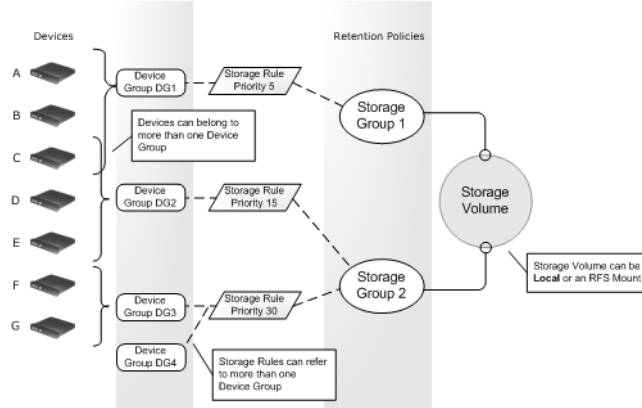 Devices
Retention Policies
A
B
C
D
E
F
G
Device
Group DG1
Storage Rule
Priority 5
Storage
Group 1
Devices can belong to
more than one Device
Group
Device
Group DG2
Storage Rule
Priority 15
Storage
Volume
Storage Volume can be
Local or an RFS Mount
Storage
Group 2
Device
Group DG3
Storage Rule
Priority 30
Device
Group DG4
Storage Rules can refer
to more than one
Device Group